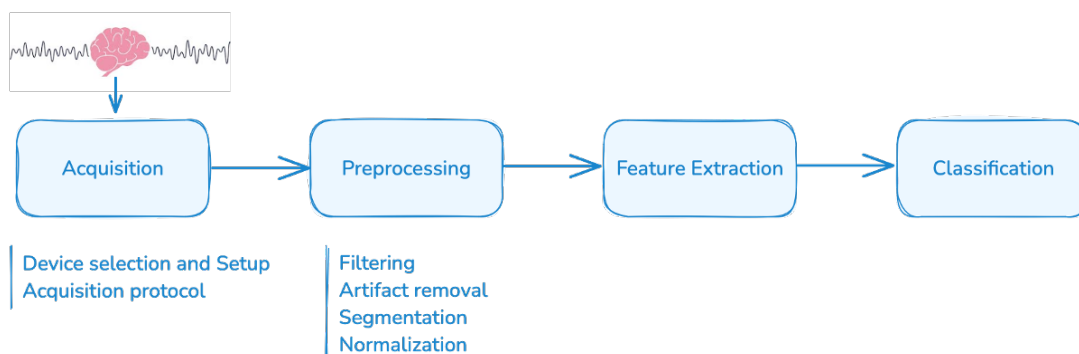 Acquisition
Preprocessing
Feature Extraction
Classification
Device selection and Setup
Acquisition protocol
Filtering
Artifact removal
Segmentation
Normalization